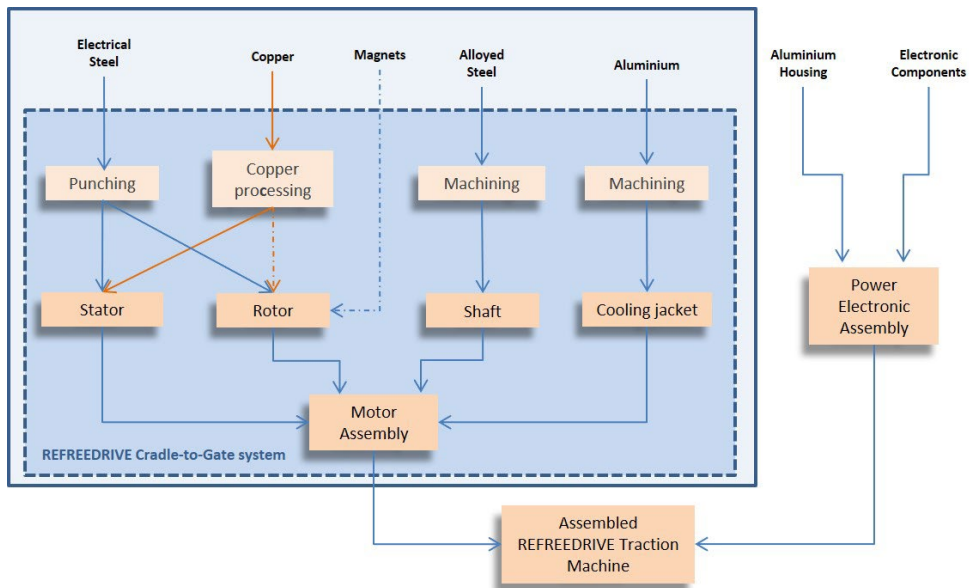 Electrical
Steel
Copper
Magnets
Alloyed
Steel
Aluminium
Aluminium
Housing
Electronic
Components
Punching
Copper
processing
Machining
Machining
Stator
Rotor
Shaft
Cooling jacket
Power
Electronic
Assembly
Motor
Assembly
REFREEDRIVE Cradle-to-Gate system
Assembled
REFREEDRIVE Traction
Machine